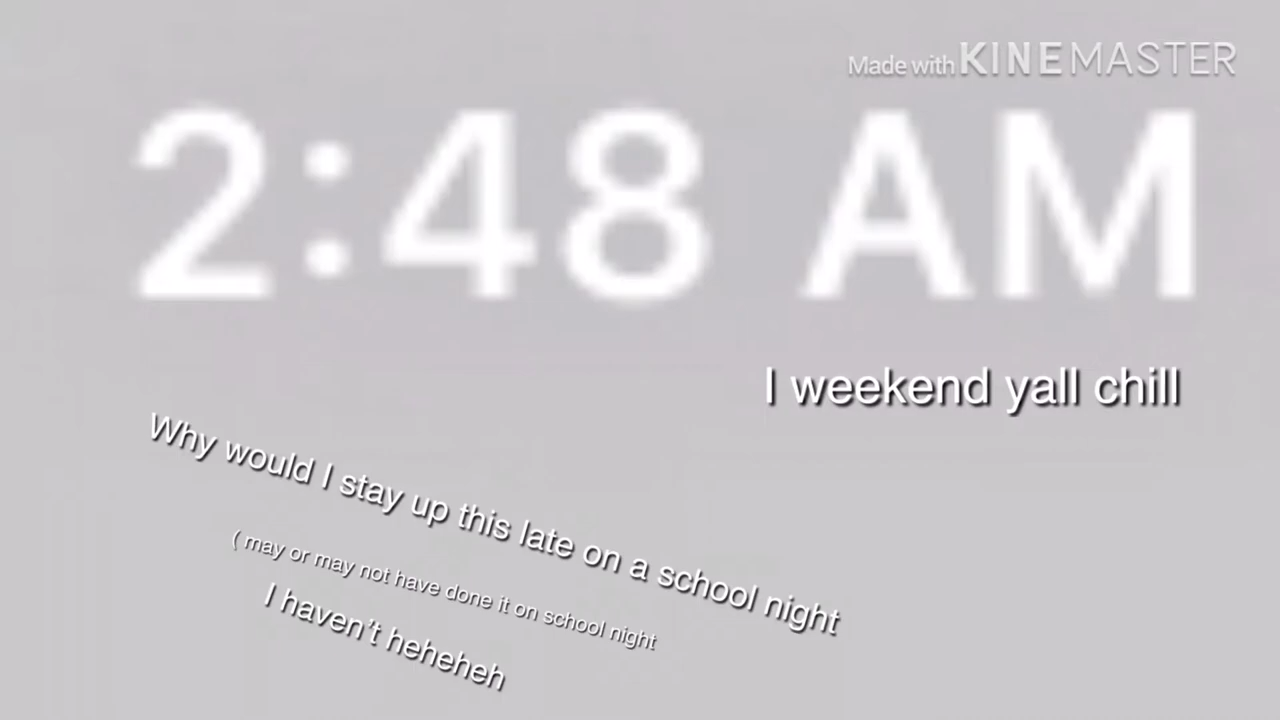 Made with KINEMASTER
2:48 AM
I weekend yall chill
Why would I stay up this late on a school night
( may or may not have done it on school night
I haven't heheheh